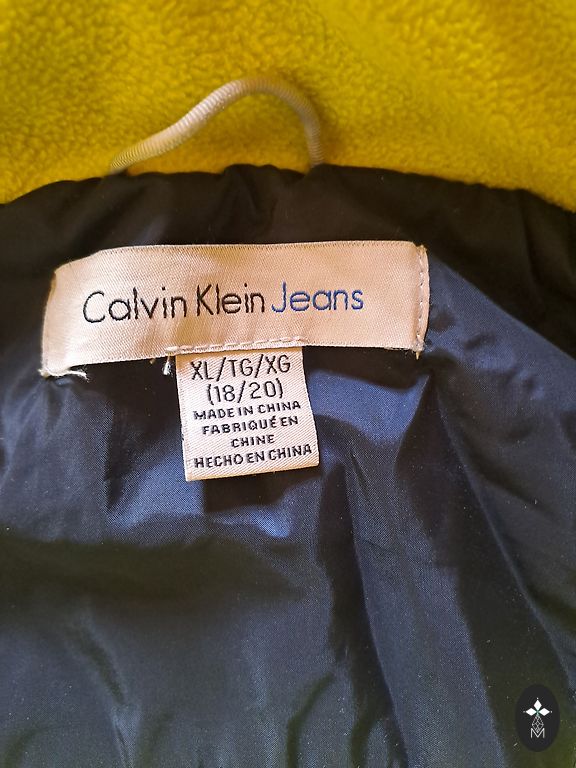 Calvin Klein Jeans
XL/TG/XG
(18/20)
MADE IN CHINA
FABRIQUÉ EN
CHINE
HECHO EN CHINA
M